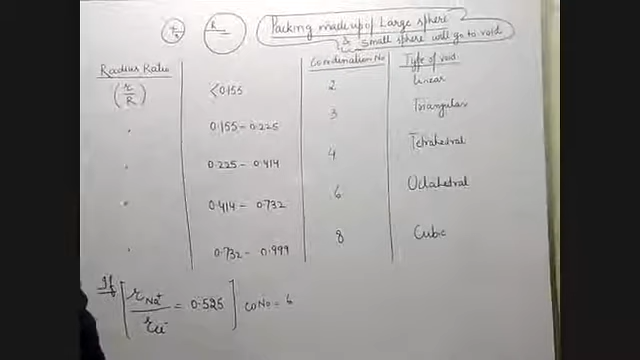 r
R
Packing made up of Large sphere
& Small sphere will go to void
Radius Ratio
Coordination No
Type of void
(r/R)
<0.155
2
Linear
"
0.155 - 0.225
3
Triangular
"
0.225 - 0.414
4
Tetrahedral
"
0.414 - 0.732
6
Octahedral
"
0.732 - 0.999
8
Cubic
If [rNa+/rCl- = 0.525] CoNo = 6